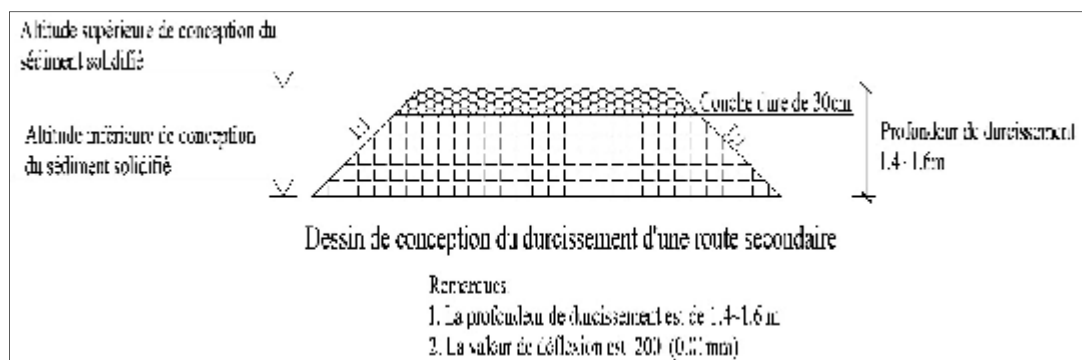 Altitude supérieure de conception du
sédiment solidifié
Couche dure de 30cm
1:1
Altitude inférieure de conception
du sédiment solidifié
Profondeur de durcissement
1.4~1.6m
Dessin de conception du durcissement d'une route secondaire
Remarques
1. La profondeur de durcissement est de 1.4~1.6 m
2. La valeur de déflexion est 200 (0.01mm)